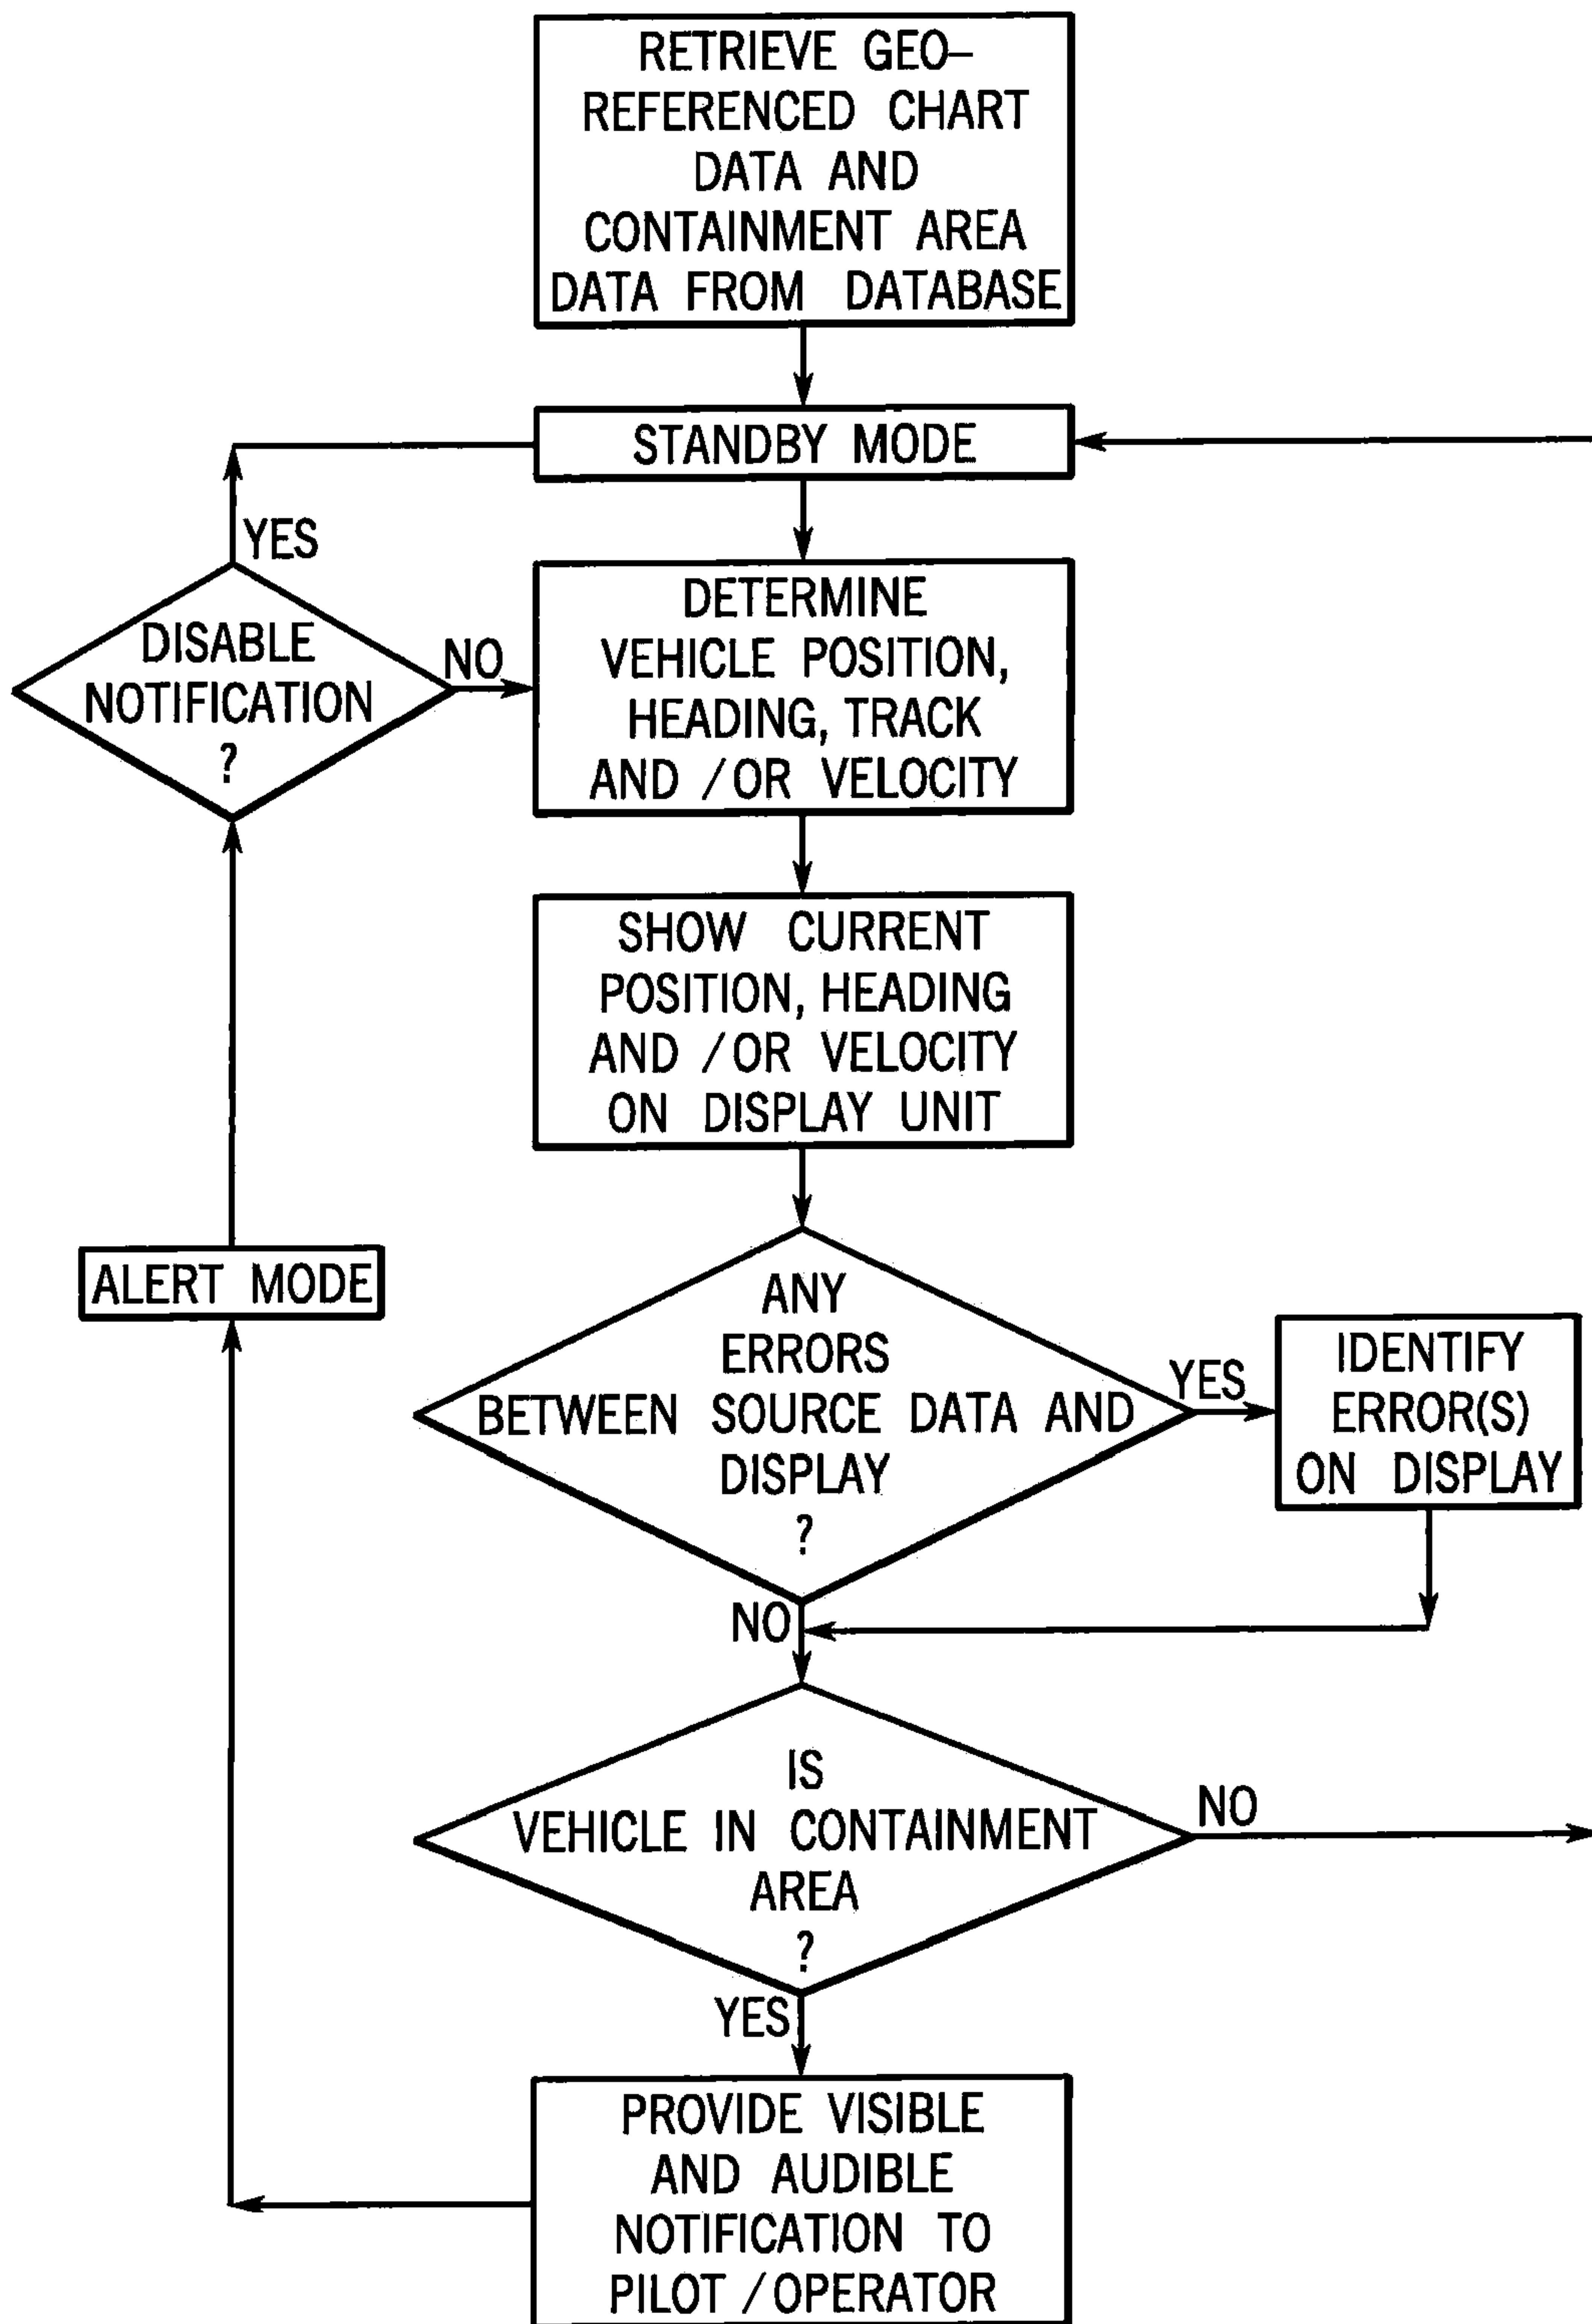 RETRIEVE GEO-
REFERENCED CHART
DATA AND
CONTAINMENT AREA
DATA FROM DATABASE
STANDBY MODE
YES
DISABLE
NOTIFICATION
?
NO
DETERMINE
VEHICLE POSITION,
HEADING, TRACK
AND /OR VELOCITY
SHOW CURRENT
POSITION, HEADING
AND /OR VELOCITY
ON DISPLAY UNIT
ALERT MODE
ANY
ERRORS
BETWEEN SOURCE DATA AND
DISPLAY
?
YES
IDENTIFY
ERROR(S)
ON DISPLAY
NO
IS
VEHICLE IN CONTAINMENT
AREA
?
NO
YES
PROVIDE VISIBLE
AND AUDIBLE
NOTIFICATION TO
PILOT /OPERATOR